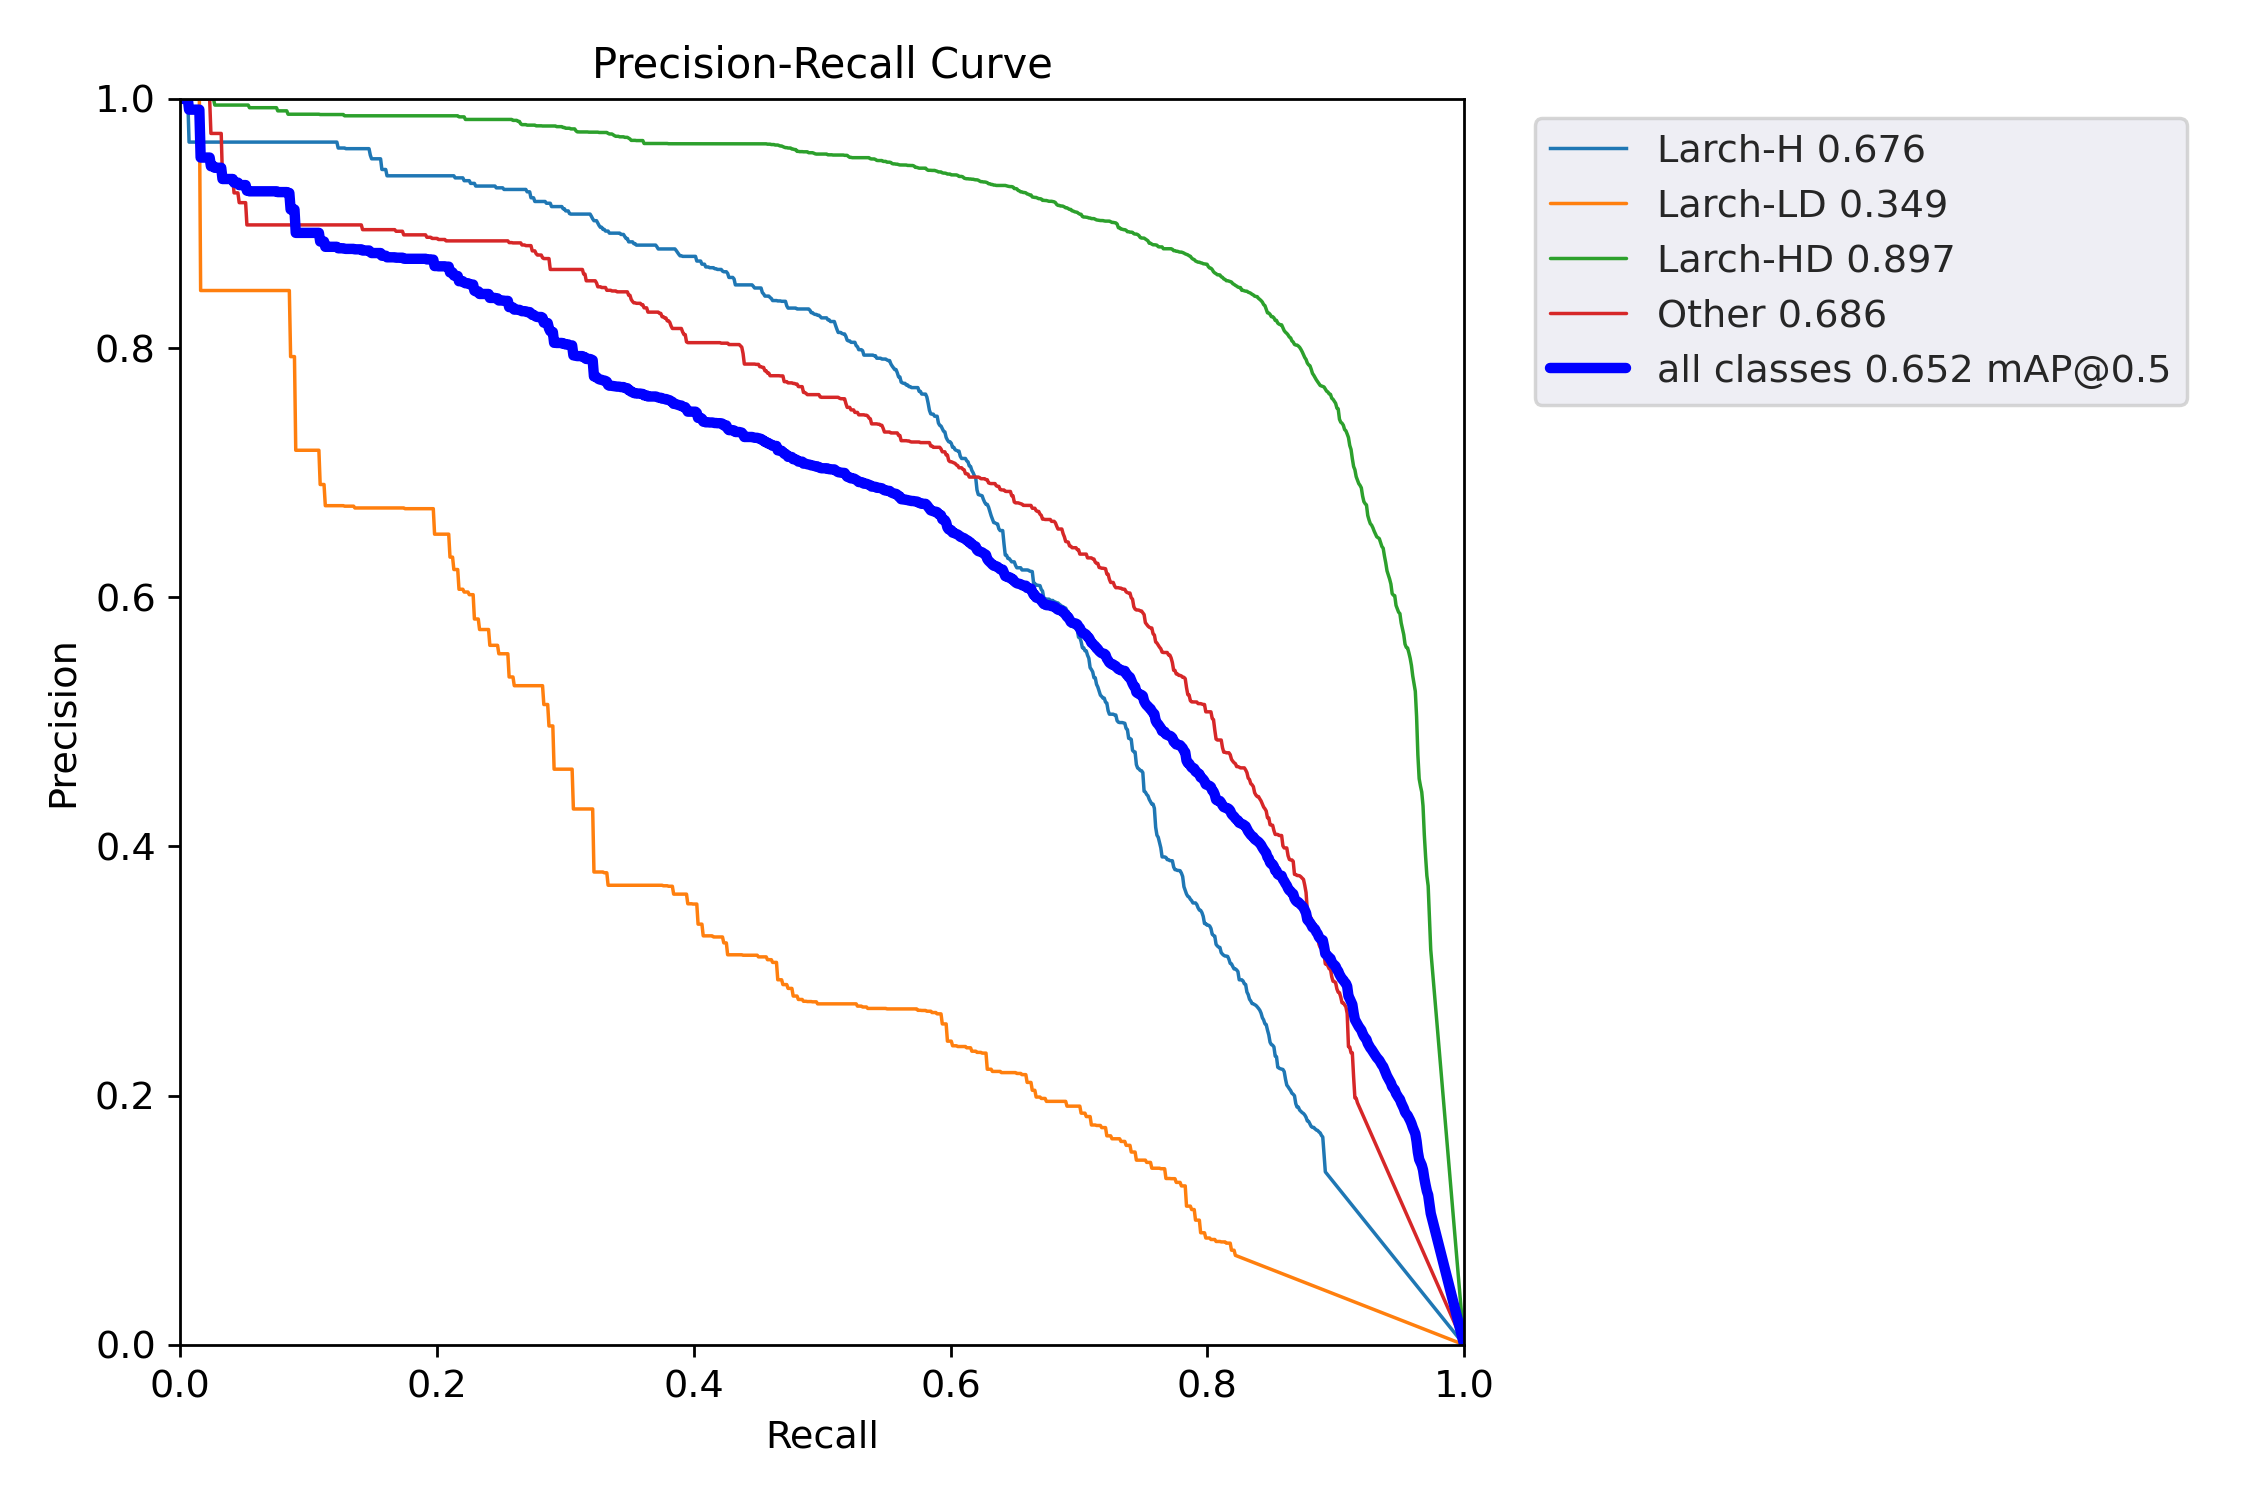 Precision-Recall Curve
1.0
0.8
0.6
0.4
0.2
0.0
Precision
0.0 0.2 0.4 0.6 0.8 1.0
Recall
Larch-H 0.676
Larch-LD 0.349
Larch-HD 0.897
Other 0.686
all classes 0.652 mAP@0.5